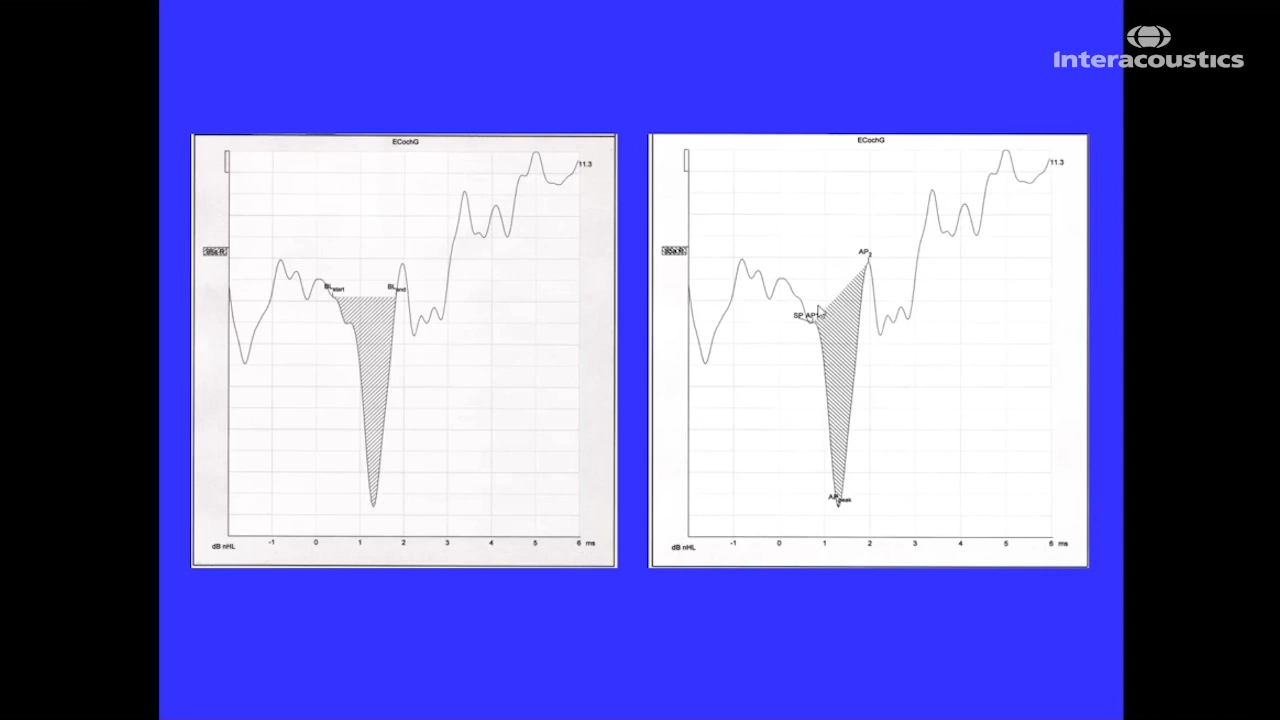 Interacoustics
ECochG
11.3
BLstart
BLend
-1 0 1 2 3 4 5 6 ms
dB nHL
ECochG
11.3
AP2
SP AP1
APpeak
-1 0 1 2 3 4 5 6 ms
dB nHL